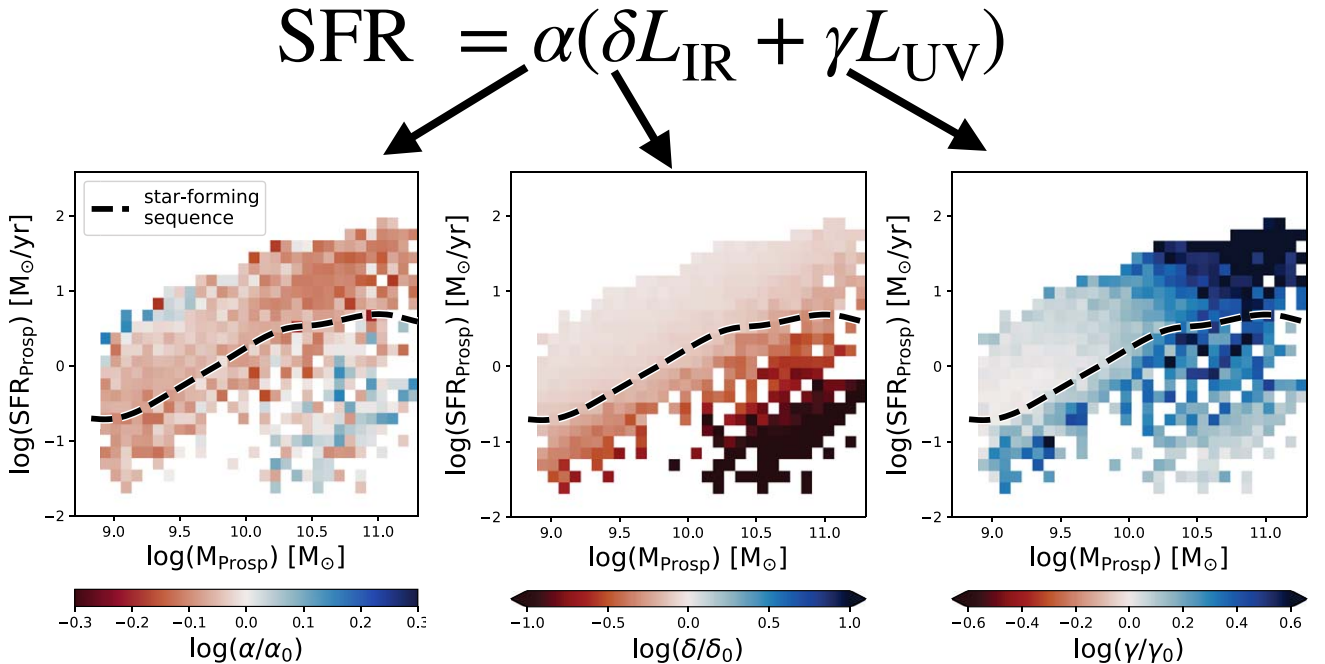 SFR = α(δL_IR + γL_UV)
star-forming
sequence
log(SFR_Prosp) [M_⊙/yr]
2
1
0
−1
−2
9.0 9.5 10.0 10.5 11.0
log(M_Prosp) [M_⊙]
−0.3 −0.2 −0.1 0.0 0.1 0.2 0.3
log(α/α_0)
log(SFR_Prosp) [M_⊙/yr]
2
1
0
−1
−2
9.0 9.5 10.0 10.5 11.0
log(M_Prosp) [M_⊙]
−1.0 −0.5 0.0 0.5 1.0
log(δ/δ_0)
log(SFR_Prosp) [M_⊙/yr]
2
1
0
−1
−2
9.0 9.5 10.0 10.5 11.0
log(M_Prosp) [M_⊙]
−0.6 −0.4 −0.2 0.0 0.2 0.4 0.6
log(γ/γ_0)